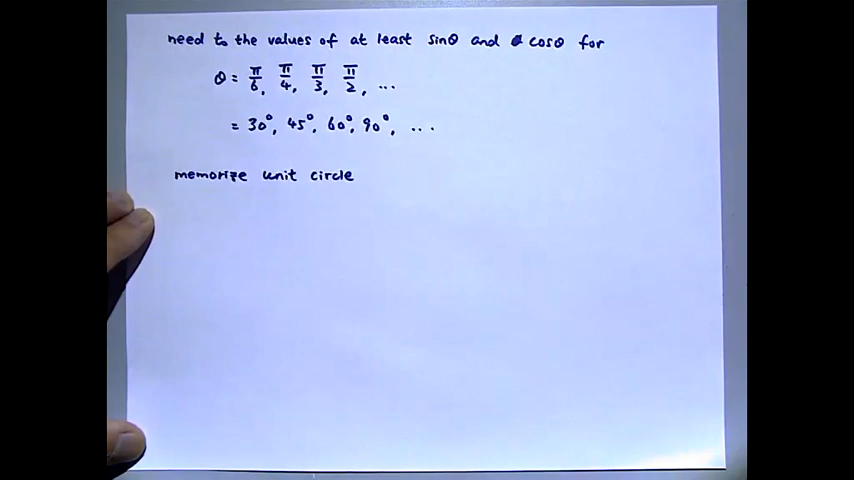 need to the values of at least sinθ and cosθ for
θ = π/6, π/4, π/3, π/2, ...
= 30°, 45°, 60°, 90°, ...
memorize unit circle